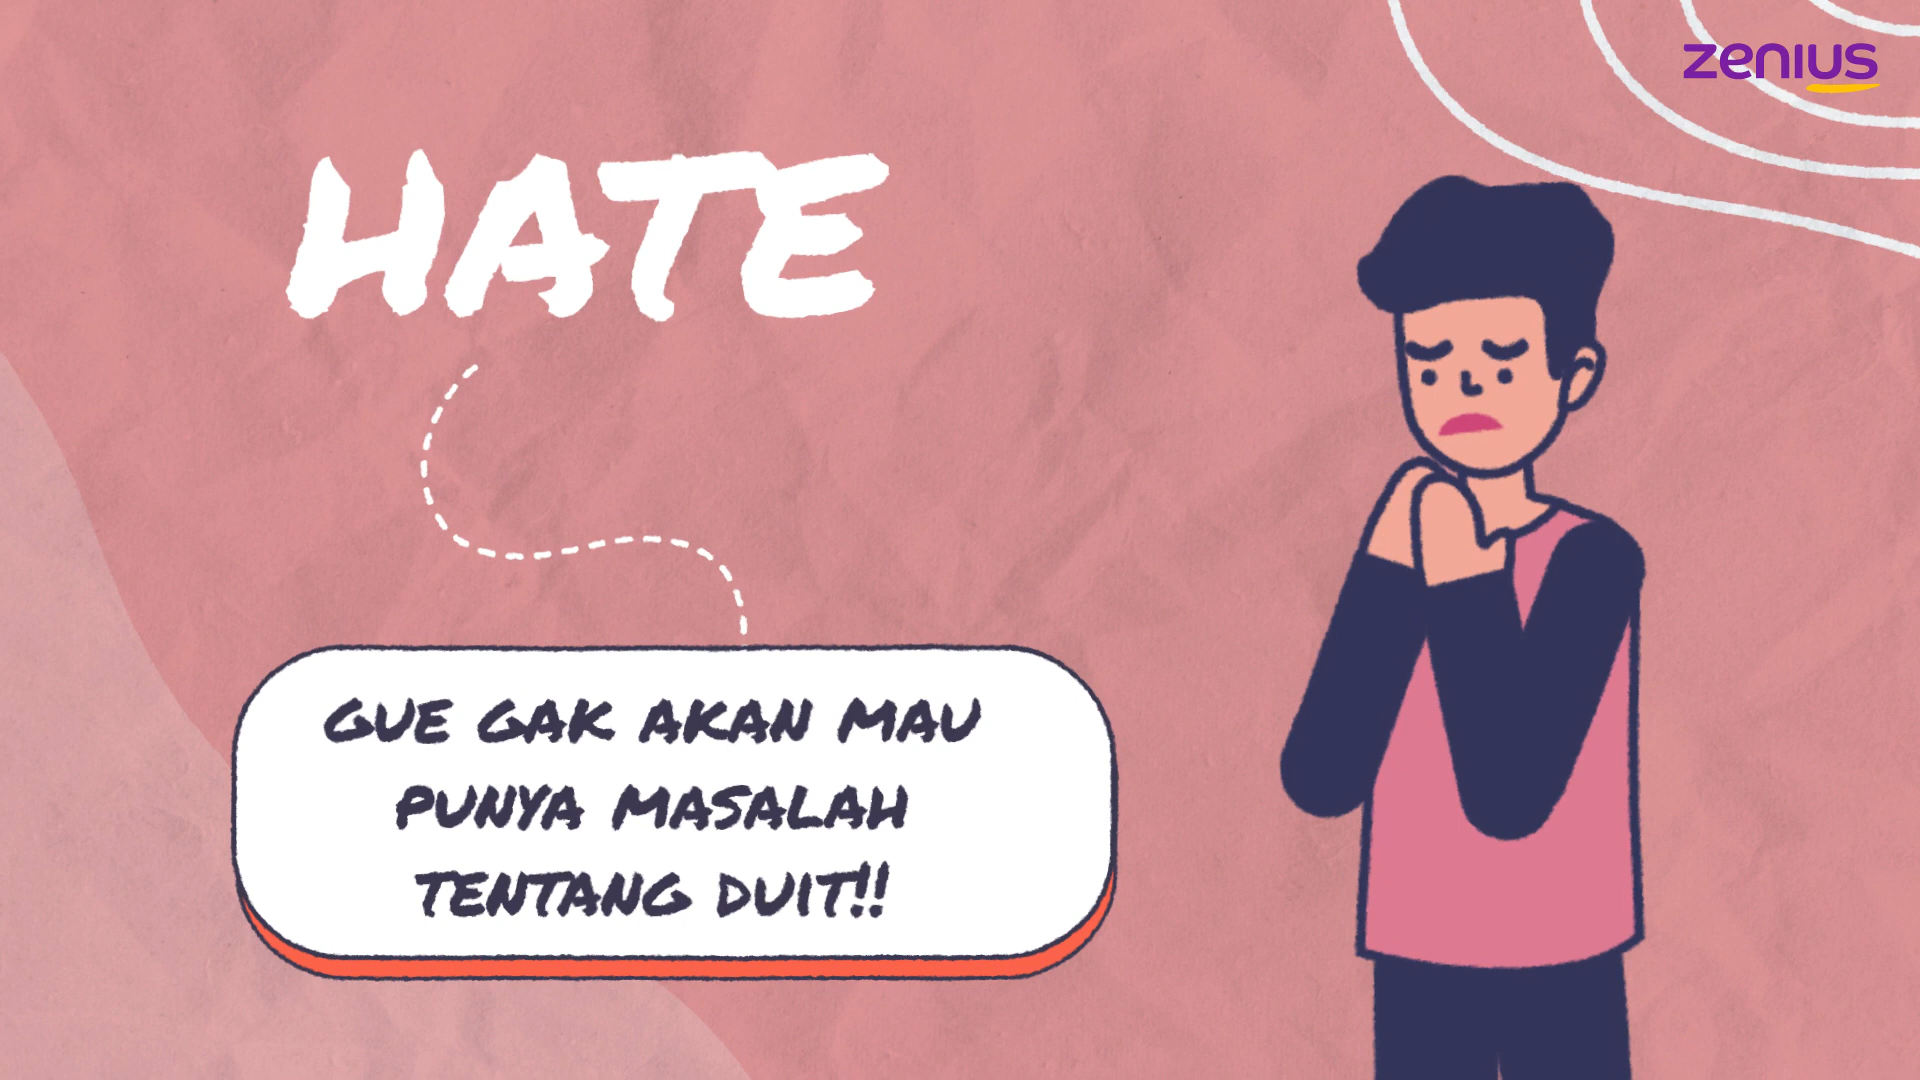 zenius
HATE
GUE GAK AKAN MAU
PUNYA MASALAH
TENTANG DUIT!!